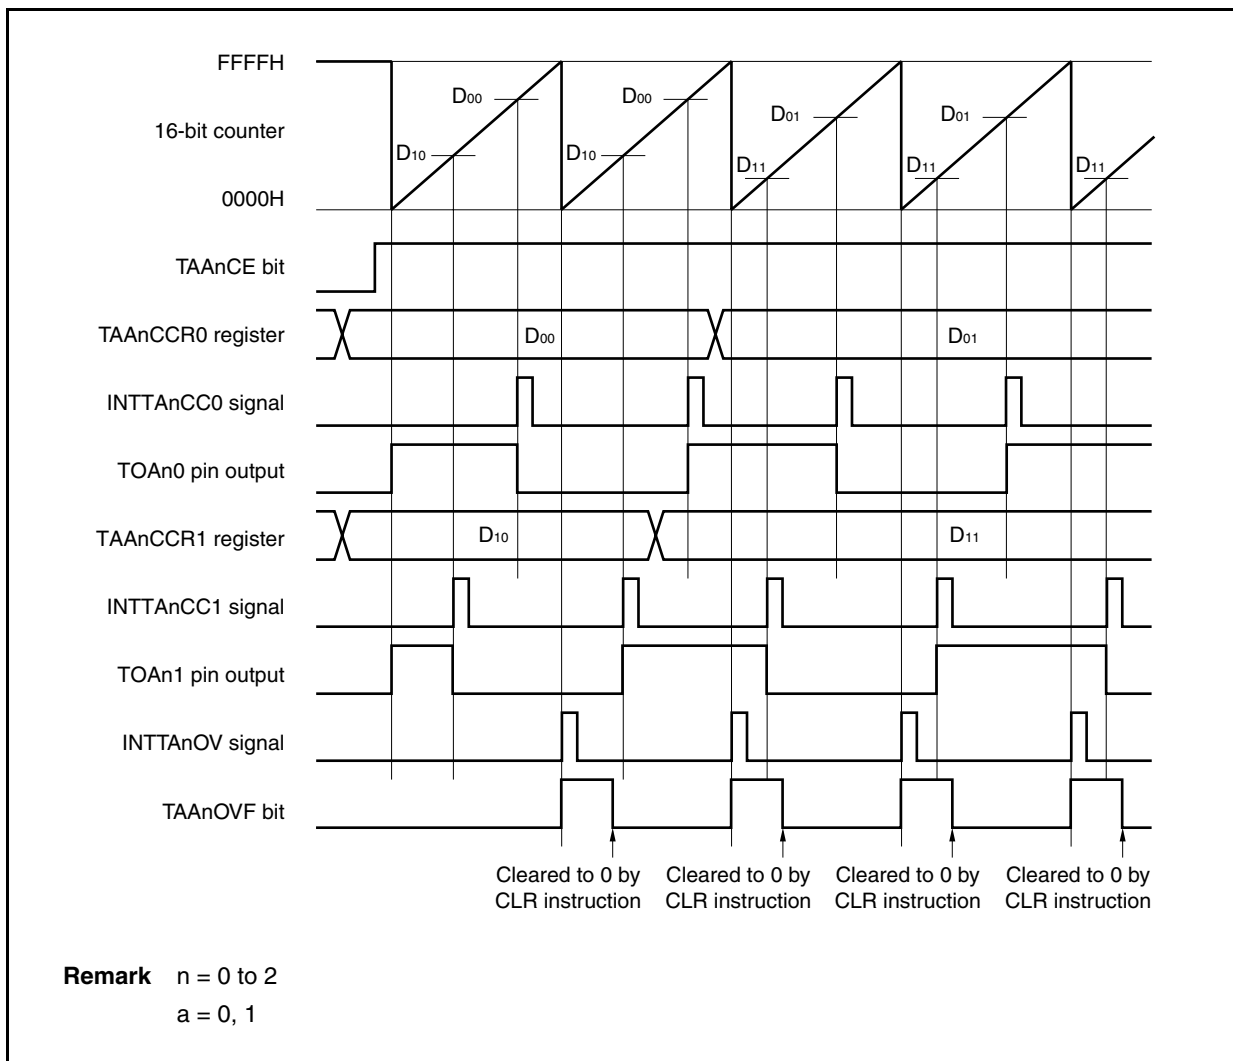 FFFFH
D00
D00
D01
D01
16-bit counter
D10
D10
D11
D11
D11
0000H
TAAnCE bit
TAAnCCR0 register
D00
D01
INTTAnCC0 signal
TOAn0 pin output
TAAnCCR1 register
D10
D11
INTTAnCC1 signal
TOAn1 pin output
INTTAnOV signal
TAAnOVF bit
Cleared to 0 by
CLR instruction
Cleared to 0 by
CLR instruction
Cleared to 0 by
CLR instruction
Cleared to 0 by
CLR instruction
Remark n = 0 to 2
a = 0, 1